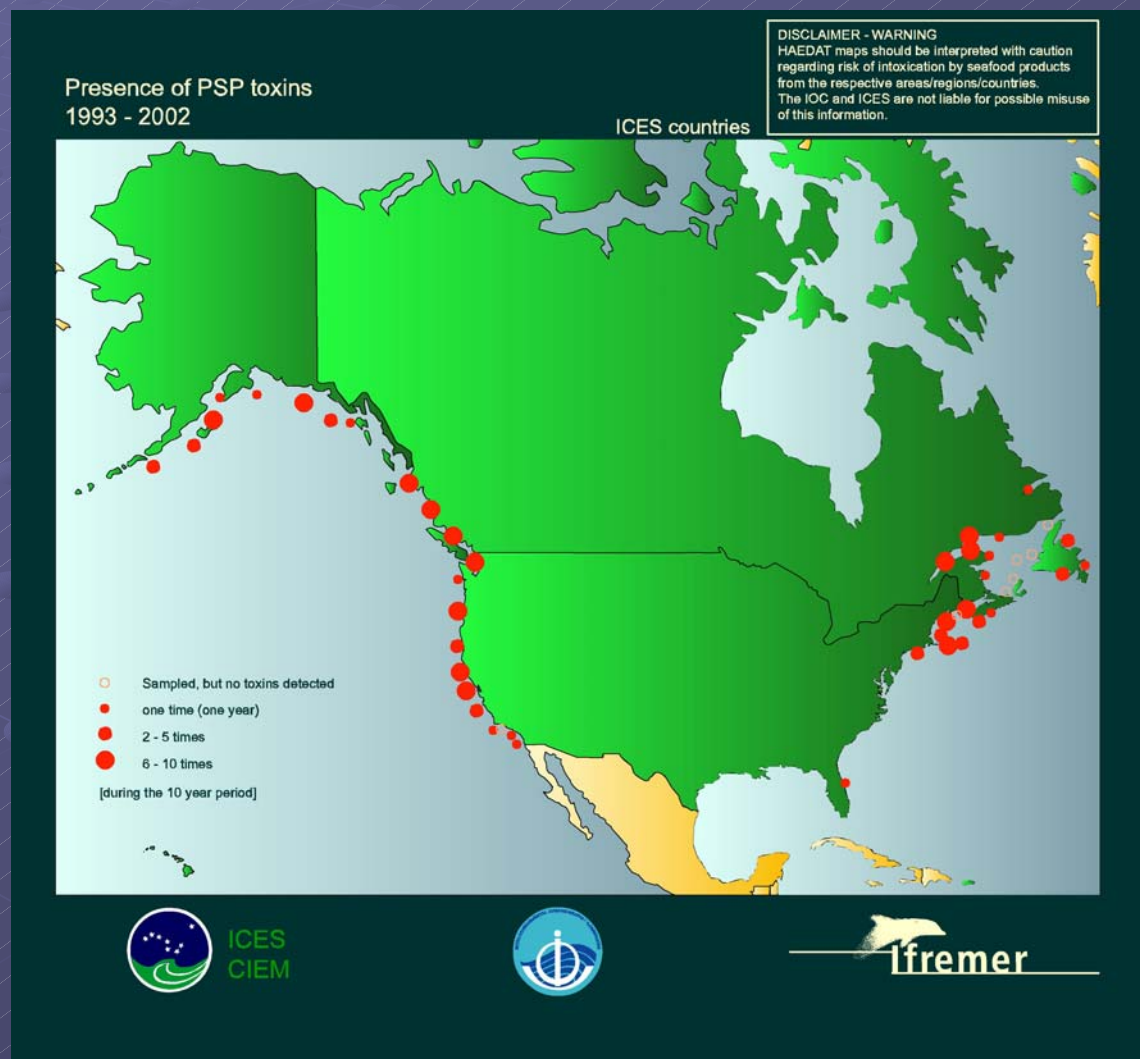 Presence of PSP toxins
1993 - 2002
ICES countries
DISCLAIMER - WARNING
HAEDAT maps should be interpreted with caution
regarding risk of intoxication by seafood products
from the respective areas/regions/countries.
The IOC and ICES are not liable for possible misuse
of this information.
Sampled, but no toxins detected
one time (one year)
2 - 5 times
6 - 10 times
[during the 10 year period]
ICES
CIEM
Ifremer